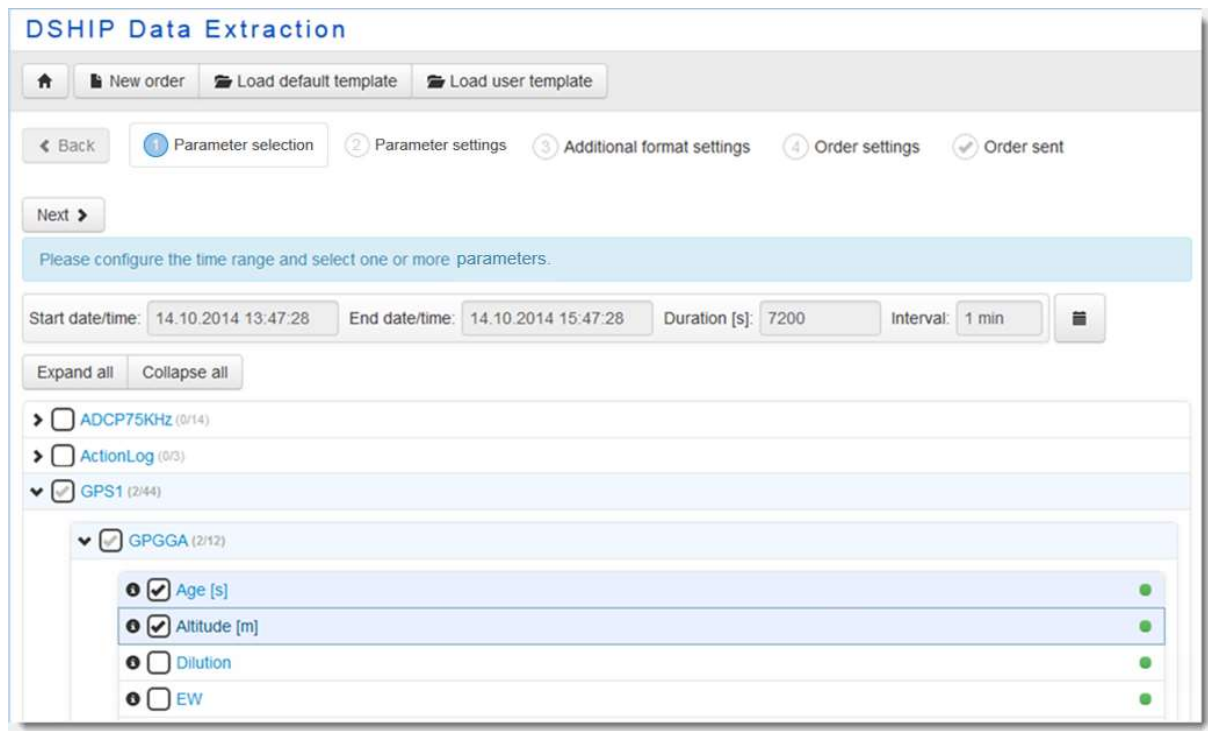 DSHIP Data Extraction
New order Load default template Load user template
Back 1 Parameter selection 2 Parameter settings 3 Additional format settings 4 Order settings Order sent
Next
Please configure the time range and select one or more parameters.
Start date/time: 14.10.2014 13:47:28 End date/time: 14.10.2014 15:47:28 Duration [s]: 7200 Interval: 1 min
Expand all Collapse all
ADCP75KHz (0/14)
ActionLog (0/3)
GPS1 (2/44)
GPGGA (2/12)
Age [s]
Altitude [m]
Dilution
EW